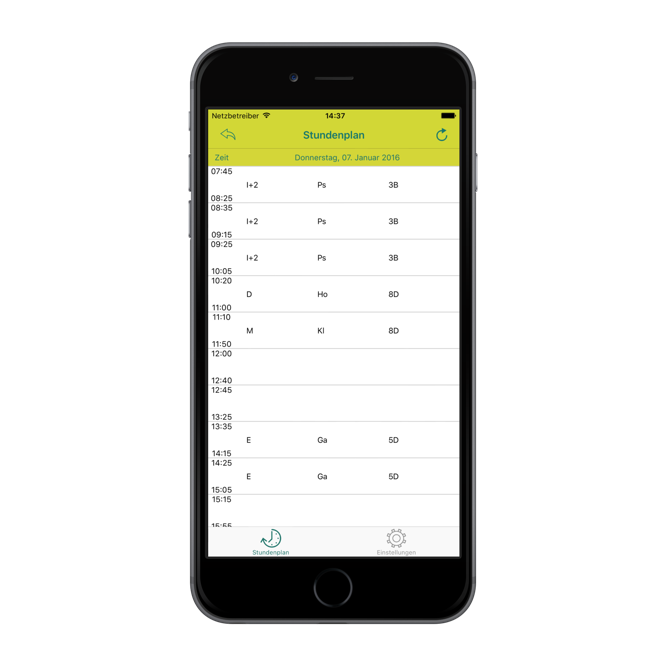 Netzbetreiber 14:37
Stundenplan
Zeit Donnerstag, 07. Januar 2016
07:45
I+2 Ps 3B
08:25
08:35
I+2 Ps 3B
09:15
09:25
I+2 Ps 3B
10:05
10:20
D Ho 8D
11:00
11:10
M Kl 8D
11:50
12:00
12:40
12:45
13:25
13:35
E Ga 5D
14:15
14:25
E Ga 5D
15:05
15:15
15:55
Stundenplan Einstellungen